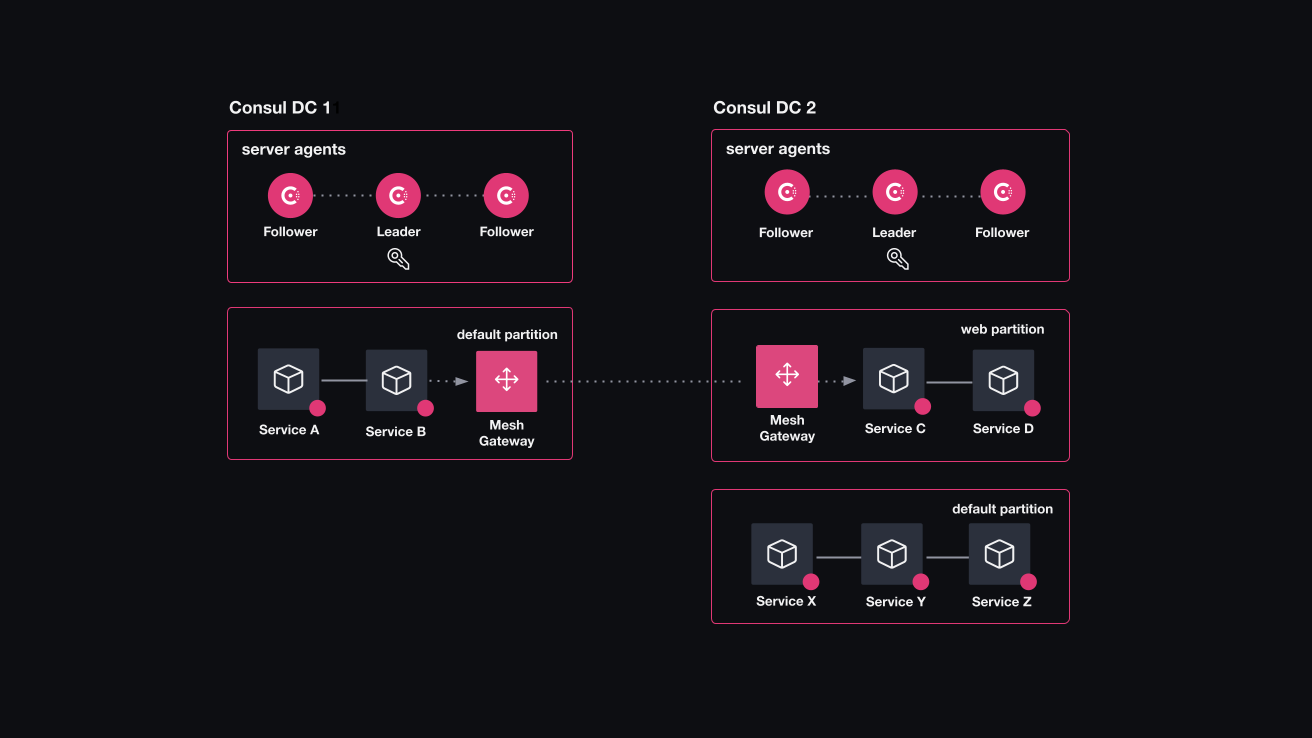 Consul DC 1
server agents
Follower
Leader
Follower
default partition
Service A
Service B
Mesh
Gateway
Consul DC 2
server agents
Follower
Leader
Follower
web partition
Mesh
Gateway
Service C
Service D
default partition
Service X
Service Y
Service Z